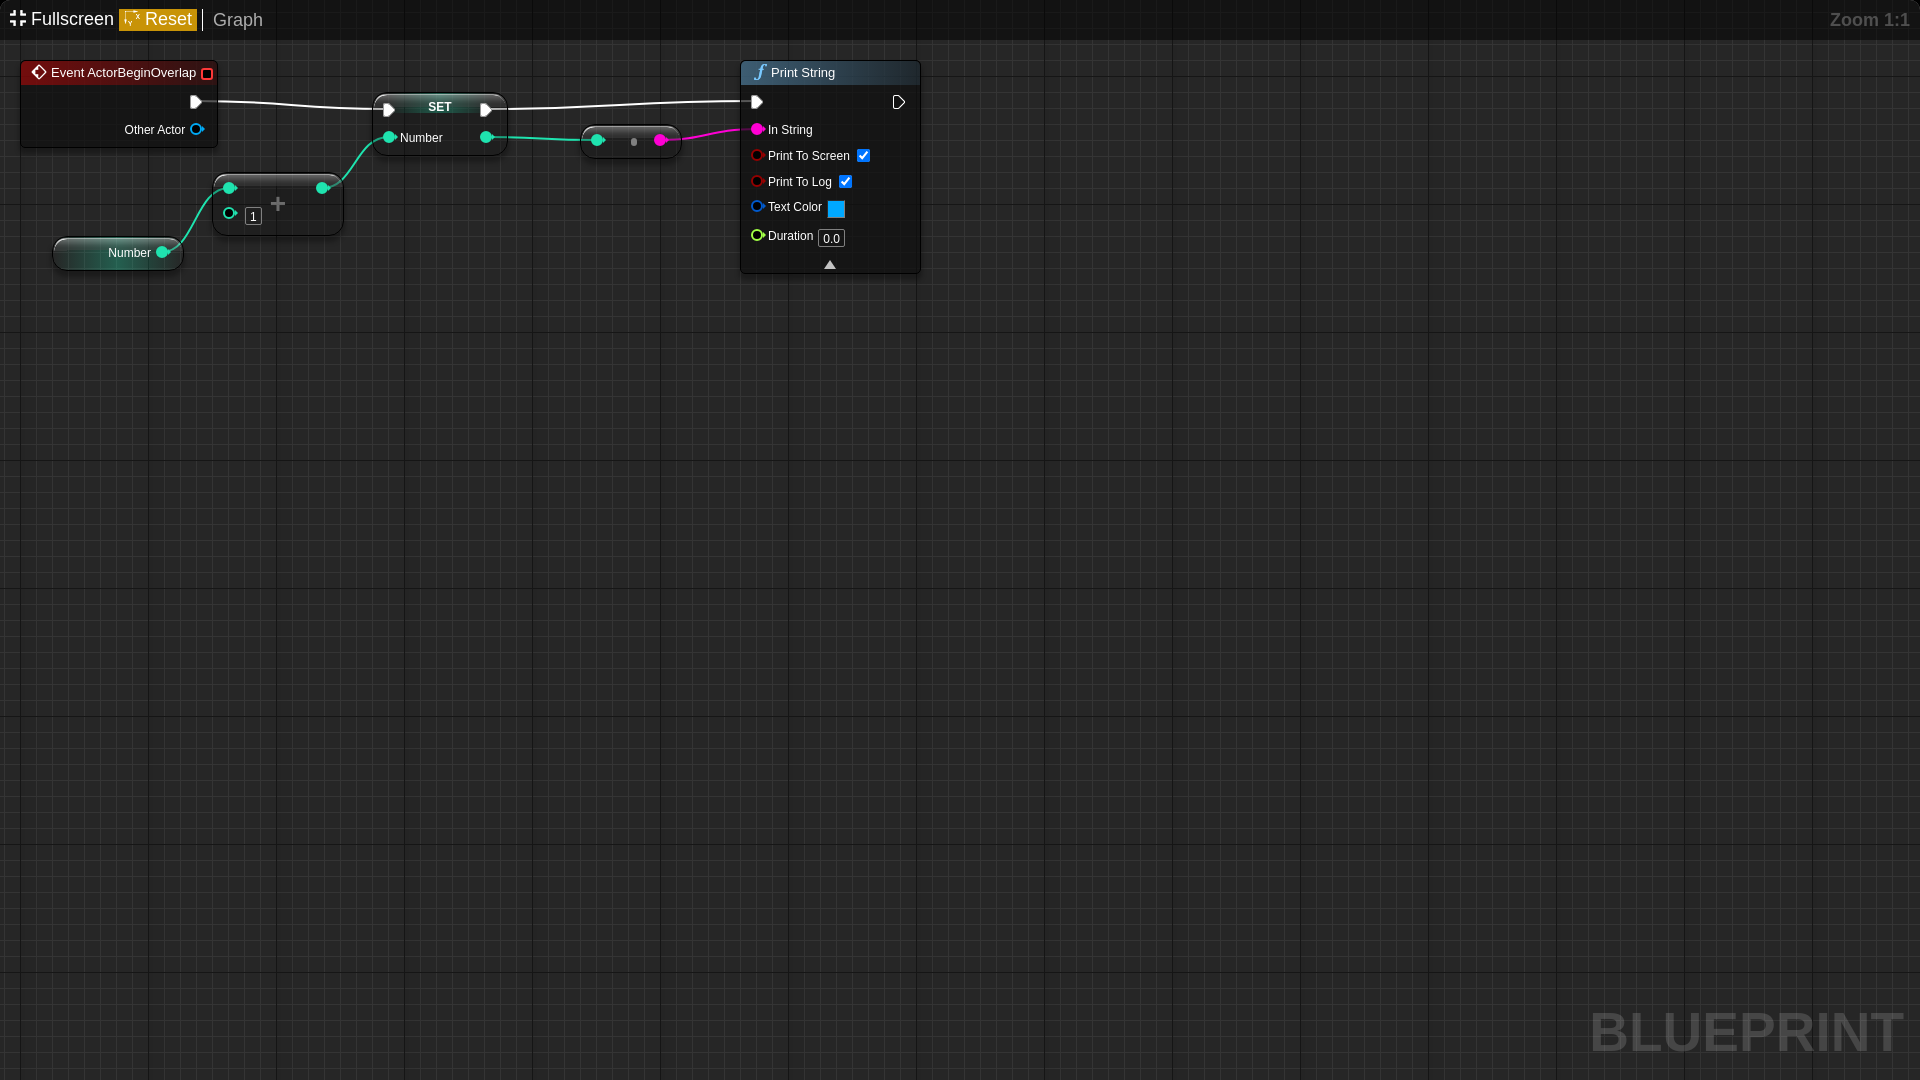 Fullscreen Reset Graph
Zoom 1:1
Event ActorBeginOverlap
Other Actor
SET
Number
+
1
Number
Print String
In String
Print To Screen
Print To Log
Text Color
Duration 0.0
BLUEPRINT